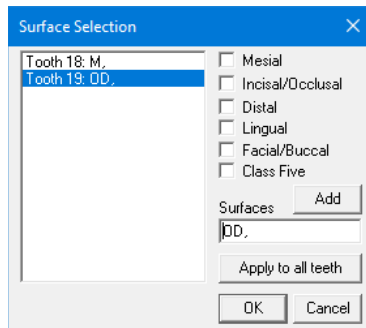 Surface Selection
Tooth 18: M,
Tooth 19: OD,
Mesial
Incisal/Occlusal
Distal
Lingual
Facial/Buccal
Class Five
Surfaces
Add
OD,
Apply to all teeth
OK
Cancel